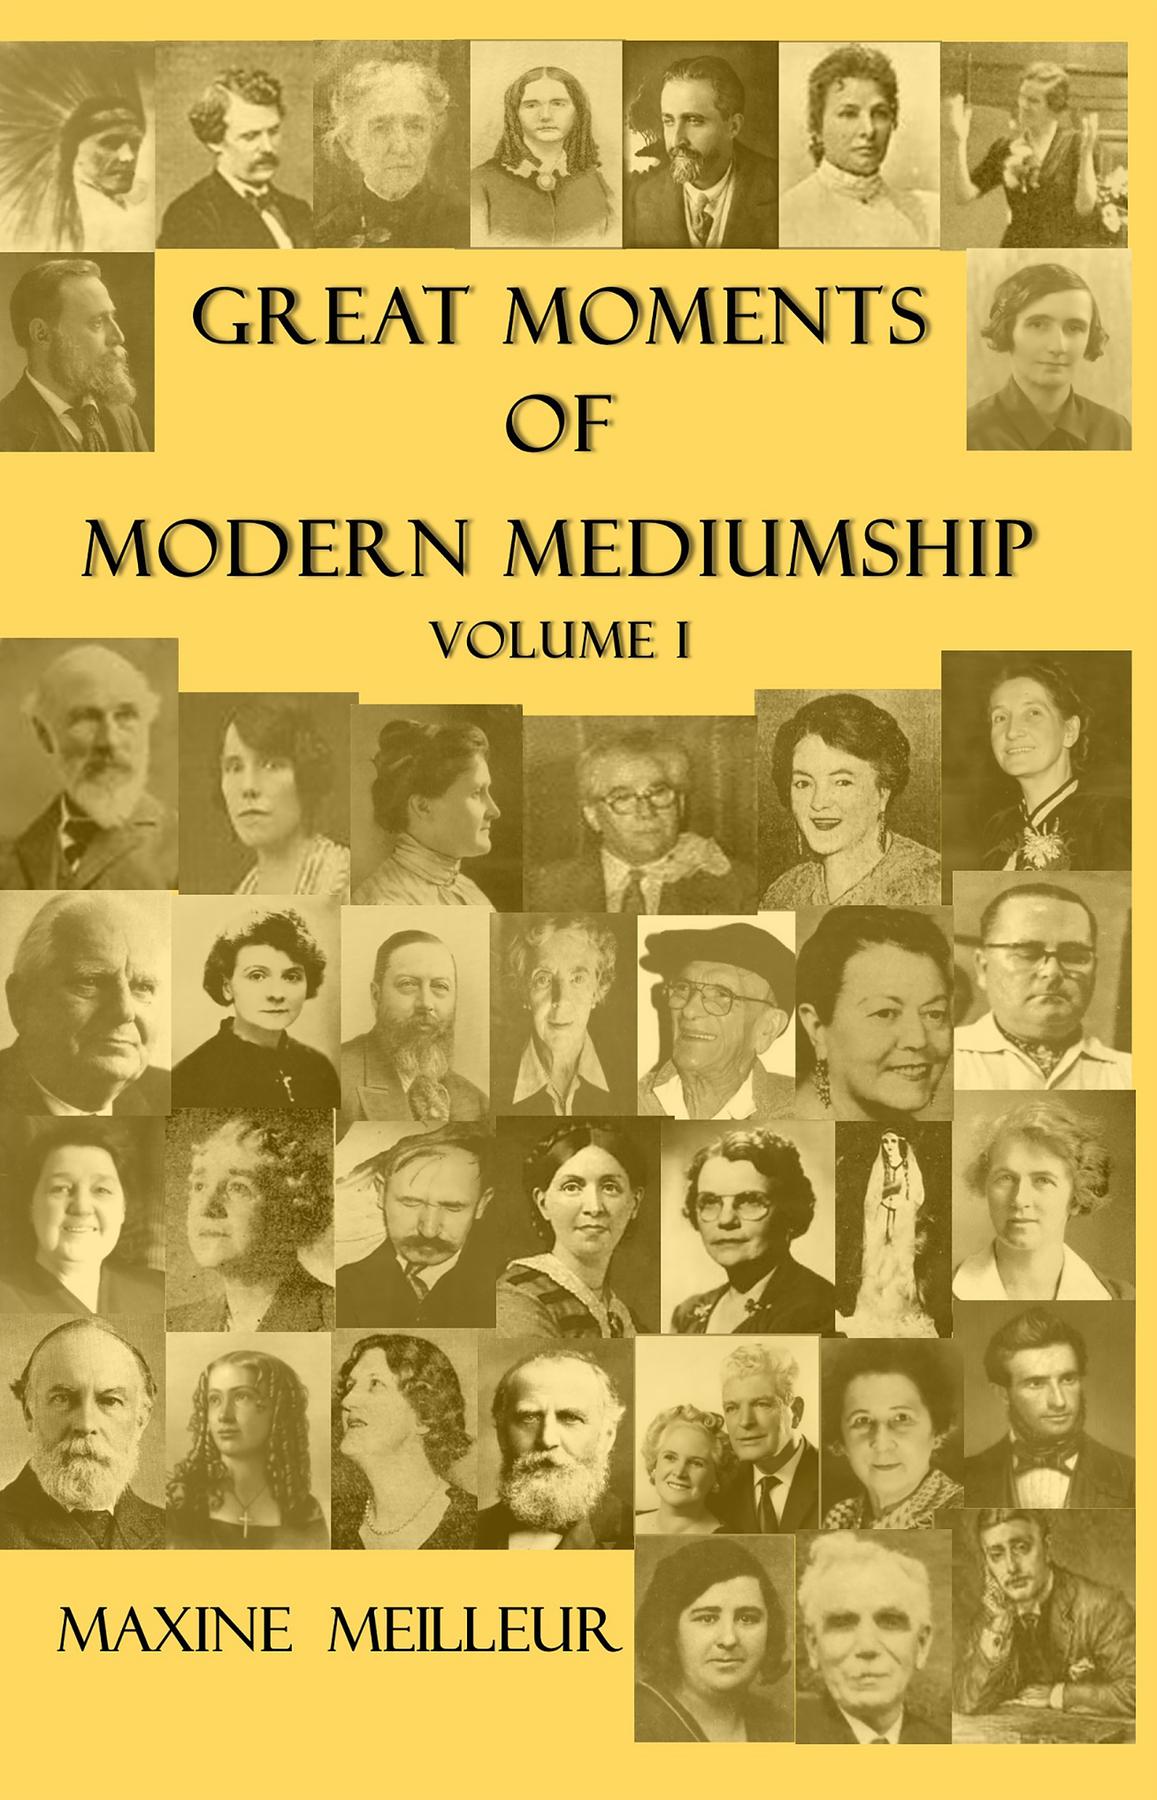 GREAT MOMENTS
OF
MODERN MEDIUMSHIP
VOLUME I
MAXINE MEILLEUR